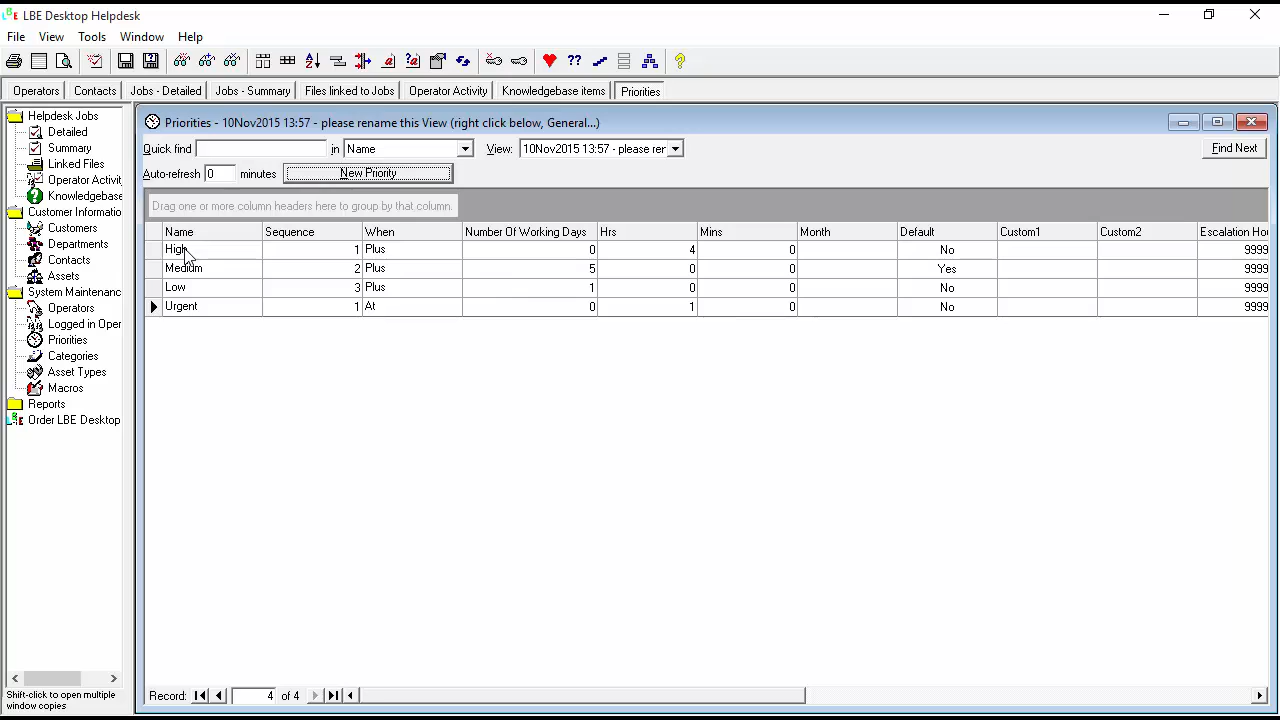 LBE Desktop Helpdesk
File View Tools Window Help
Operators Contacts Jobs - Detailed Jobs - Summary Files linked to Jobs Operator Activity Knowledgebase items Priorities
Helpdesk Jobs
Detailed
Summary
Linked Files
Operator Activit
Knowledgebase
Customer Informatio
Customers
Departments
Contacts
Assets
System Maintenanc
Operators
Logged in Oper
Priorities
Categories
Asset Types
Macros
Reports
Order LBE Desktop
Shift-click to open multiple
window copies
Priorities - 10Nov2015 13:57 - please rename this View (right click below, General...)
Quick find in Name View: 10Nov2015 13:57 - please rer Find Next
Auto-refresh 0 minutes New Priority
Drag one or more column headers here to group by that column.
Name Sequence When Number Of Working Days Hrs Mins Month Default Custom1 Custom2 Escalation Ho
High 1 Plus 0 4 0 No 9999
Medium 2 Plus 5 0 0 Yes 9999
Low 3 Plus 1 0 0 No 9999
Urgent 1 At 0 1 0 No 9999
Record: 4 of 4